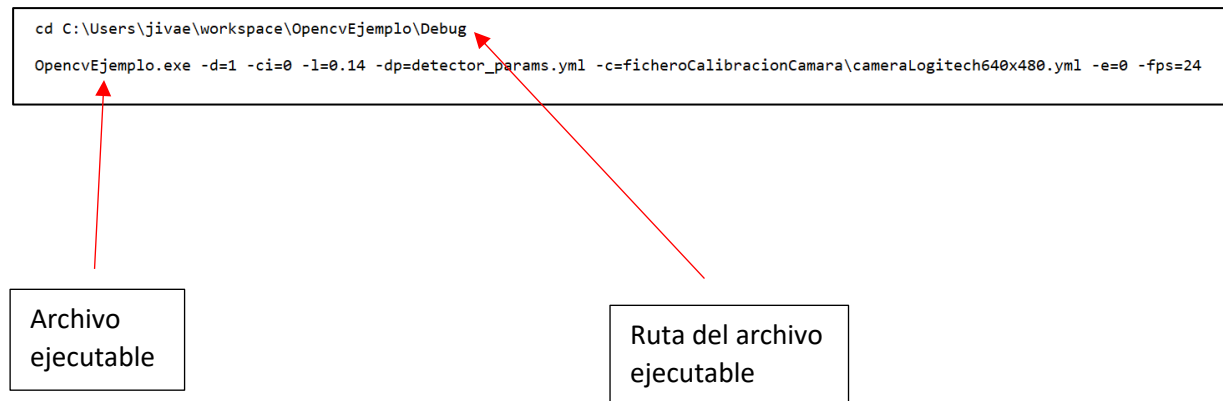 cd C:\Users\jivae\workspace\OpencvEjemplo\Debug
OpencvEjemplo.exe -d=1 -ci=0 -l=0.14 -dp=detector_params.yml -c=ficheroCalibracionCamara\cameraLogitech640x480.yml -e=0 -fps=24
Archivo
ejecutable
Ruta del archivo
ejecutable